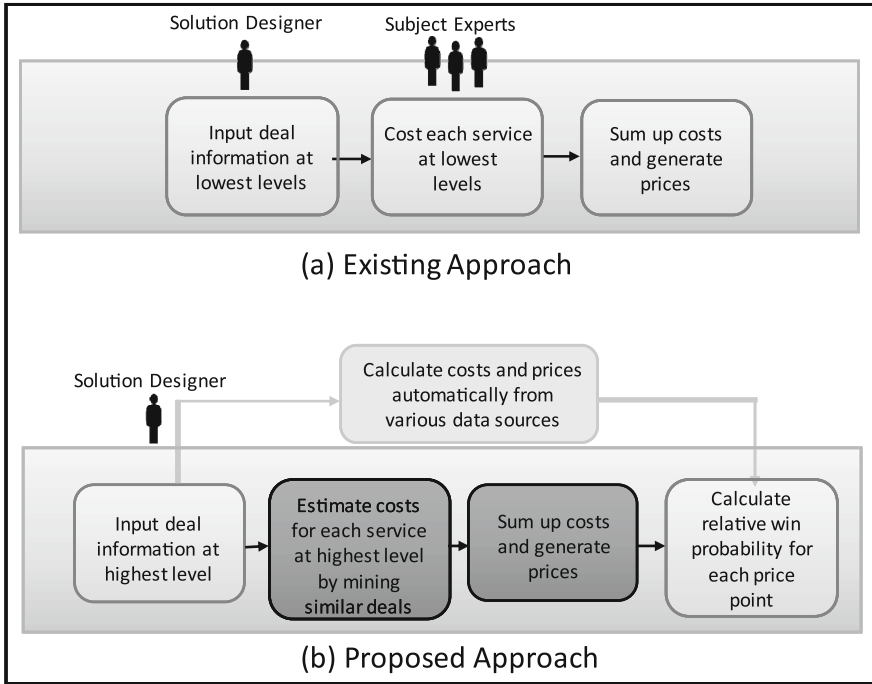 Solution Designer
Subject Experts
Input deal
information at
lowest levels
Cost each service
at lowest
levels
Sum up costs
and generate
prices
(a) Existing Approach
Solution Designer
Calculate costs and prices
automatically from
various data sources
Input deal
information at
highest level
Estimate costs
for each service
at highest level
by mining
similar deals
Sum up costs
and generate
prices
Calculate
relative win
probability for
each price
point
(b) Proposed Approach